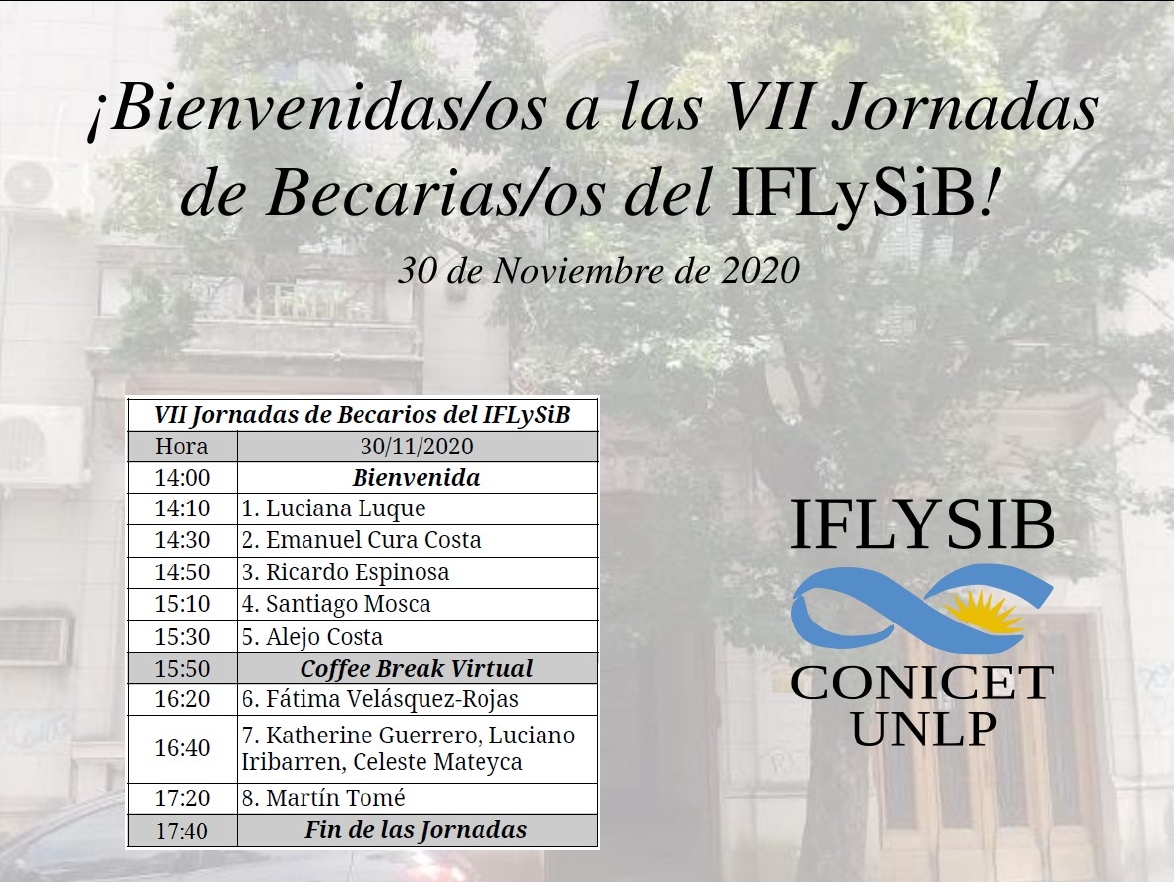 ¡Bienvenidas/os a las VII Jornadas
de Becarias/os del IFLySiB!
30 de Noviembre de 2020
VII Jornadas de Becarios del IFLySiB
Hora 30/11/2020
14:00 Bienvenida
14:10 1. Luciana Luque
14:30 2. Emanuel Cura Costa
14:50 3. Ricardo Espinosa
15:10 4. Santiago Mosca
15:30 5. Alejo Costa
15:50 Coffee Break Virtual
16:20 6. Fátima Velásquez-Rojas
16:40 7. Katherine Guerrero, Luciano
Iribarren, Celeste Mateyca
17:20 8. Martín Tomé
17:40 Fin de las Jornadas
IFLYSIB
CONICET
UNLP